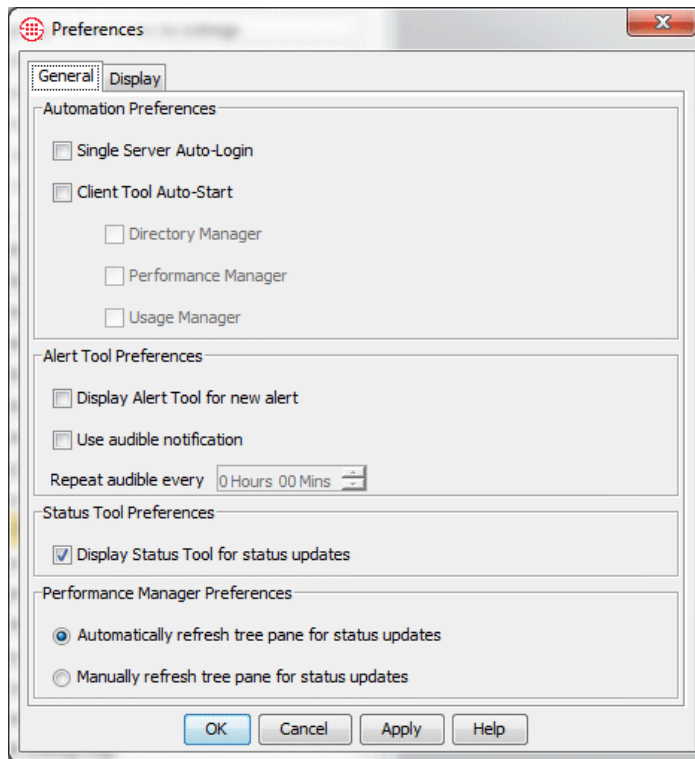 Preferences
General Display
Automation Preferences
Single Server Auto-Login
Client Tool Auto-Start
Directory Manager
Performance Manager
Usage Manager
Alert Tool Preferences
Display Alert Tool for new alert
Use audible notification
Repeat audible every 0 Hours 00 Mins
Status Tool Preferences
Display Status Tool for status updates
Performance Manager Preferences
Automatically refresh tree pane for status updates
Manually refresh tree pane for status updates
OK Cancel Apply Help